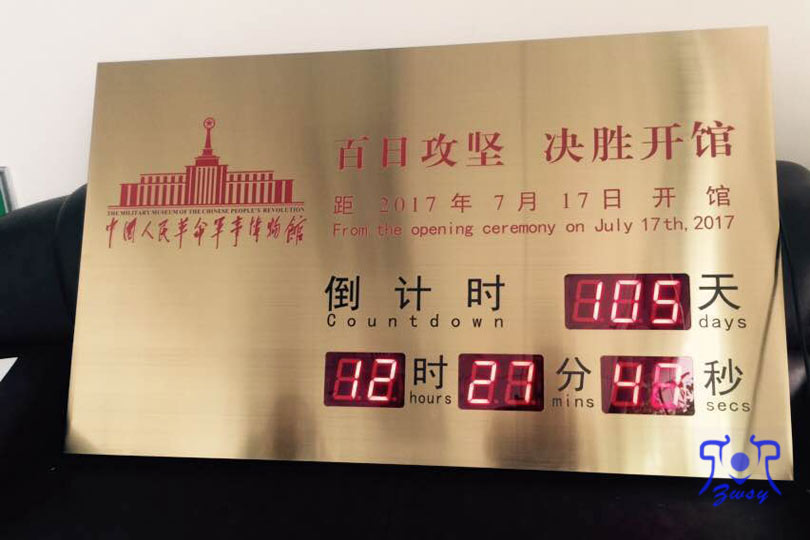 THE MILITARY MUSEUM OF THE CHINESE PEOPLE'S REVOLUTION
中國人民革命軍事博物館
百日攻坚 决胜开馆
距 2017 年 7 月 17 日 开 馆
From the opening ceremony on July 17th, 2017
倒计时 105 天
Countdown days
12 时 27 分 47 秒
hours mins secs
Zwsy